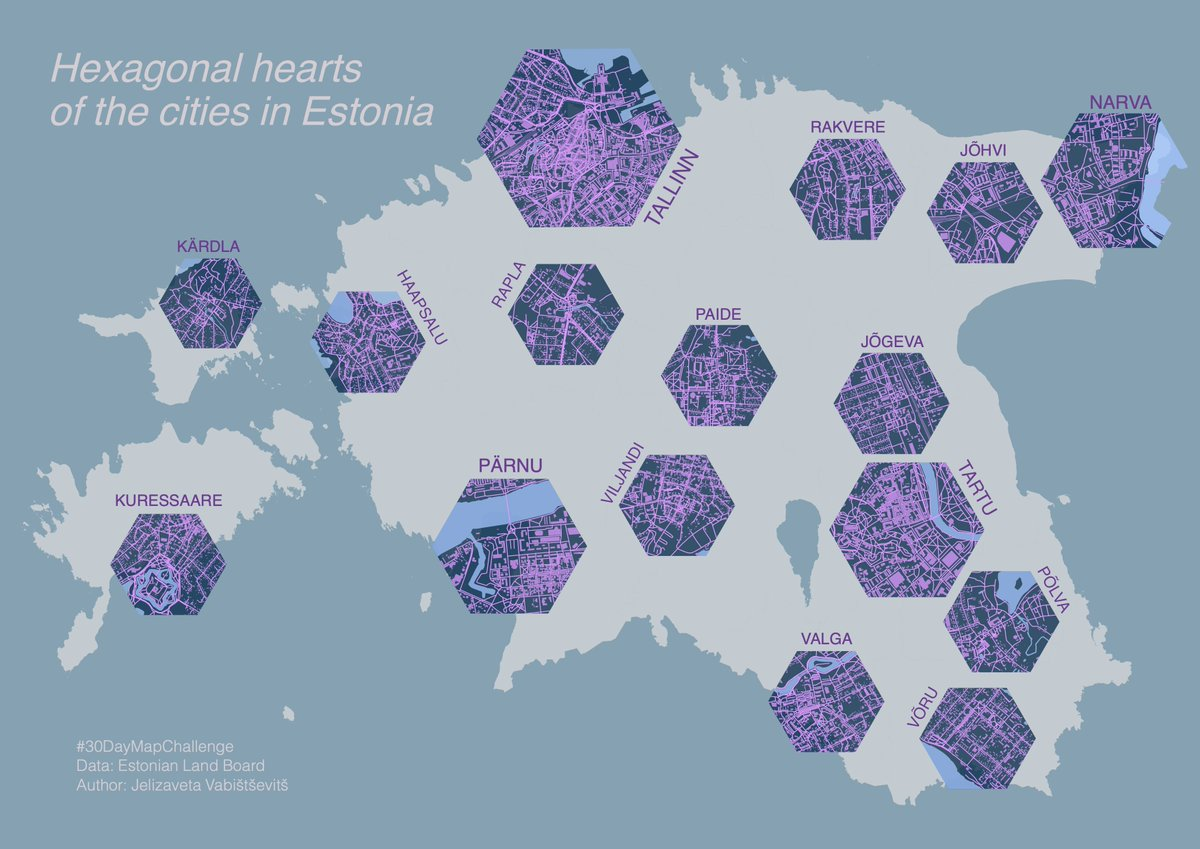 Hexagonal hearts
of the cities in Estonia
TALLINN
NARVA
RAKVERE
JÕHVI
KÄRDLA
HAAPSALU
RAPLA
PAIDE
JÕGEVA
KURESSAARE
PÄRNU
VILJANDI
TARTU
PÕLVA
VALGA
VÕRU
#30DayMapChallenge
Data: Estonian Land Board
Author: Jelizaveta Vabištševitš